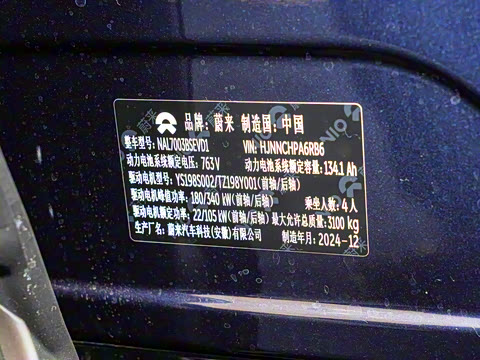 品牌: 蔚来 制造国: 中国
整车型号: NAL7003BSEVD1 VIN: HJNNCHPA6RB6
动力电池系统额定电压: 763V 动力电池系统额定容量: 134.1 Ah
驱动电机型号: YS198S002/TZ198Y001(前轴/后轴)
驱动电机峰值功率: 180/340 kW(前轴/后轴) 乘坐人数: 4人
驱动电机额定功率: 22/105 kW(前轴/后轴) 最大允许总质量: 3100 kg
生产厂名: 蔚来汽车科技(安徽)有限公司 制造年月: 2024-12